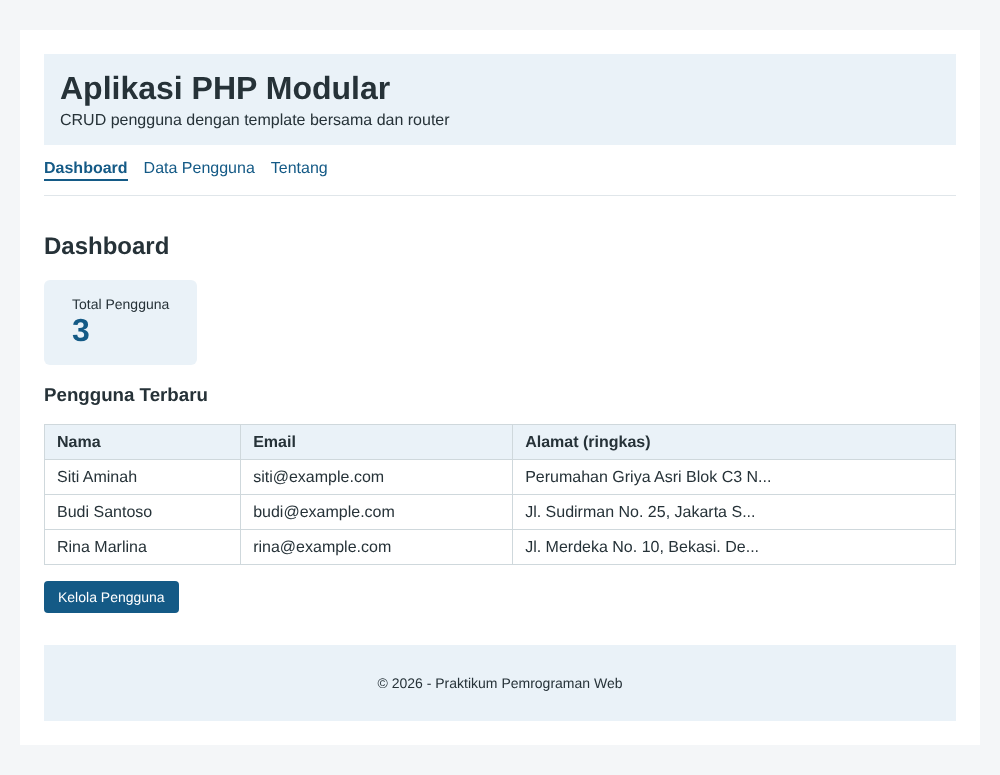 Aplikasi PHP Modular
CRUD pengguna dengan template bersama dan router
Dashboard Data Pengguna Tentang
Dashboard
Total Pengguna
3
Pengguna Terbaru
Nama Email Alamat (ringkas)
Siti Aminah siti@example.com Perumahan Griya Asri Blok C3 N...
Budi Santoso budi@example.com Jl. Sudirman No. 25, Jakarta S...
Rina Marlina rina@example.com Jl. Merdeka No. 10, Bekasi. De...
Kelola Pengguna
© 2026 - Praktikum Pemrograman Web